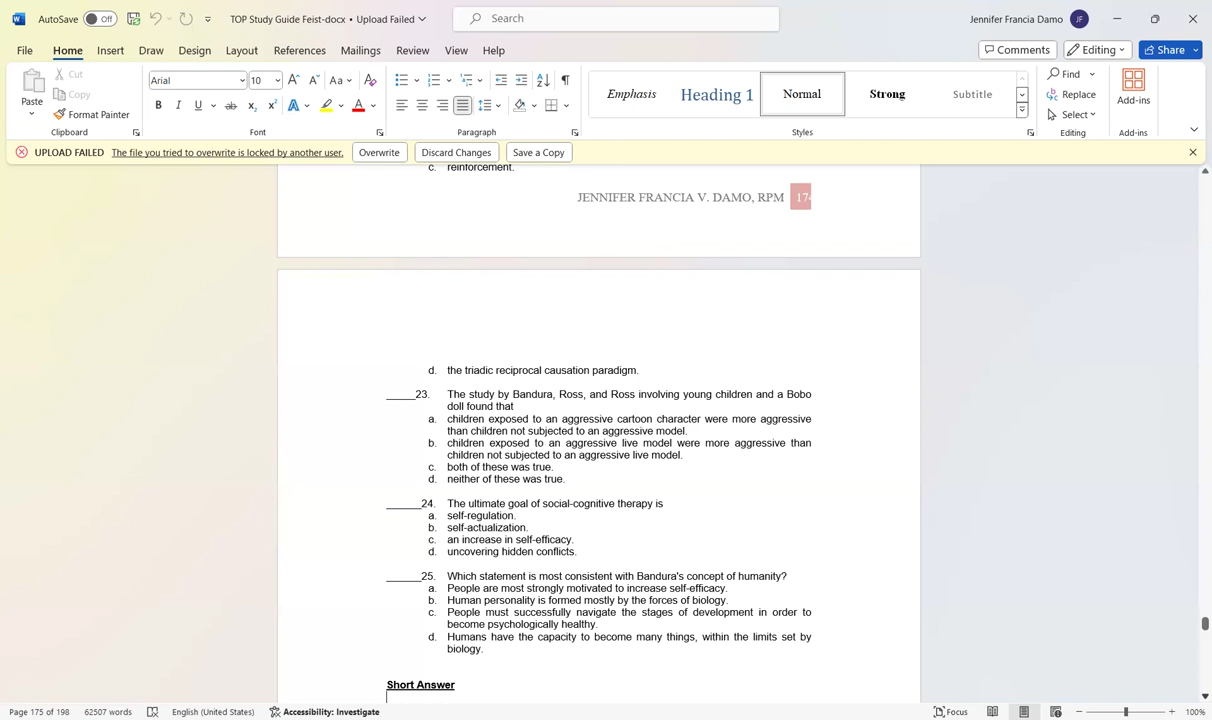 AutoSave Off TOP Study Guide Feist-docx • Upload Failed Search Jennifer Francia Damo JF
File Home Insert Draw Design Layout References Mailings Review View Help Comments Editing Share
Paste Cut Copy Format Painter Clipboard
Arial 10 Aa B I U ab x₂ x² A A Font
Paragraph
Emphasis Heading 1 Normal Strong Subtitle Styles
Find Replace Select Editing
Add-ins Add-ins
UPLOAD FAILED The file you tried to overwrite is locked by another user. Overwrite Discard Changes Save a Copy
c. reinforcement.
JENNIFER FRANCIA V. DAMO, RPM 174
d. the triadic reciprocal causation paradigm.
_____23. The study by Bandura, Ross, and Ross involving young children and a Bobo
doll found that
a. children exposed to an aggressive cartoon character were more aggressive
than children not subjected to an aggressive model.
b. children exposed to an aggressive live model were more aggressive than
children not subjected to an aggressive live model.
c. both of these was true.
d. neither of these was true.
______24. The ultimate goal of social-cognitive therapy is
a. self-regulation.
b. self-actualization.
c. an increase in self-efficacy.
d. uncovering hidden conflicts.
______25. Which statement is most consistent with Bandura's concept of humanity?
a. People are most strongly motivated to increase self-efficacy.
b. Human personality is formed mostly by the forces of biology.
c. People must successfully navigate the stages of development in order to
become psychologically healthy.
d. Humans have the capacity to become many things, within the limits set by
biology.
Short Answer
Page 175 of 198 62507 words English (United States) Accessibility: Investigate Focus 100%